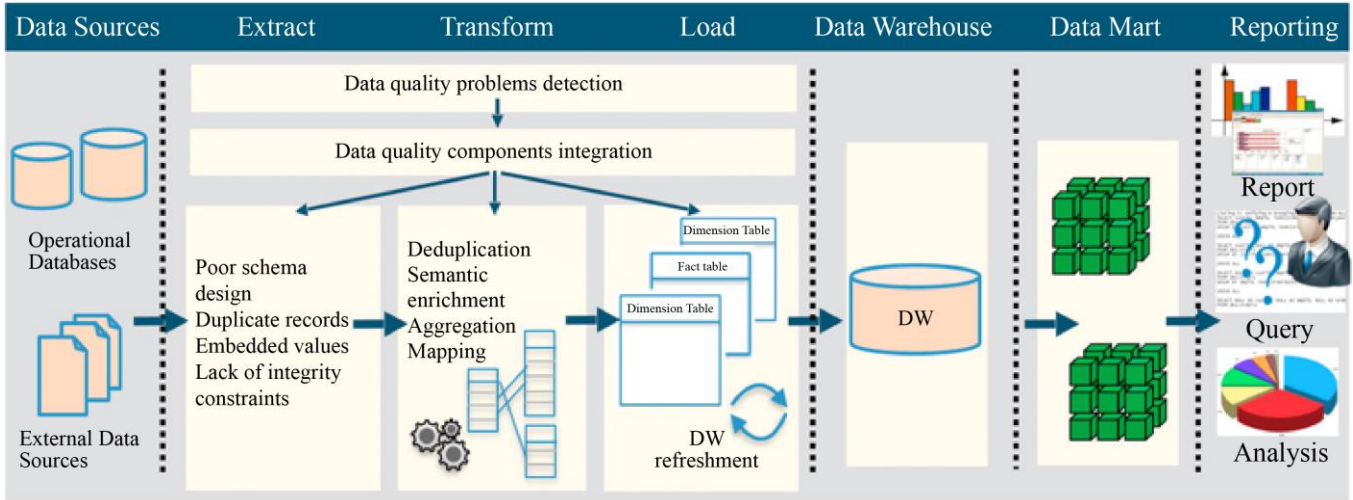 Data Sources
Extract
Transform
Load
Data Warehouse
Data Mart
Reporting
Data quality problems detection
Data quality components integration
Operational
Databases
External Data
Sources
Poor schema
design
Duplicate records
Embedded values
Lack of integrity
constraints
Deduplication
Semantic
enrichment
Aggregation
Mapping
Dimension Table
Fact table
Dimension Table
DW
refreshment
DW
Report
Query
Analysis